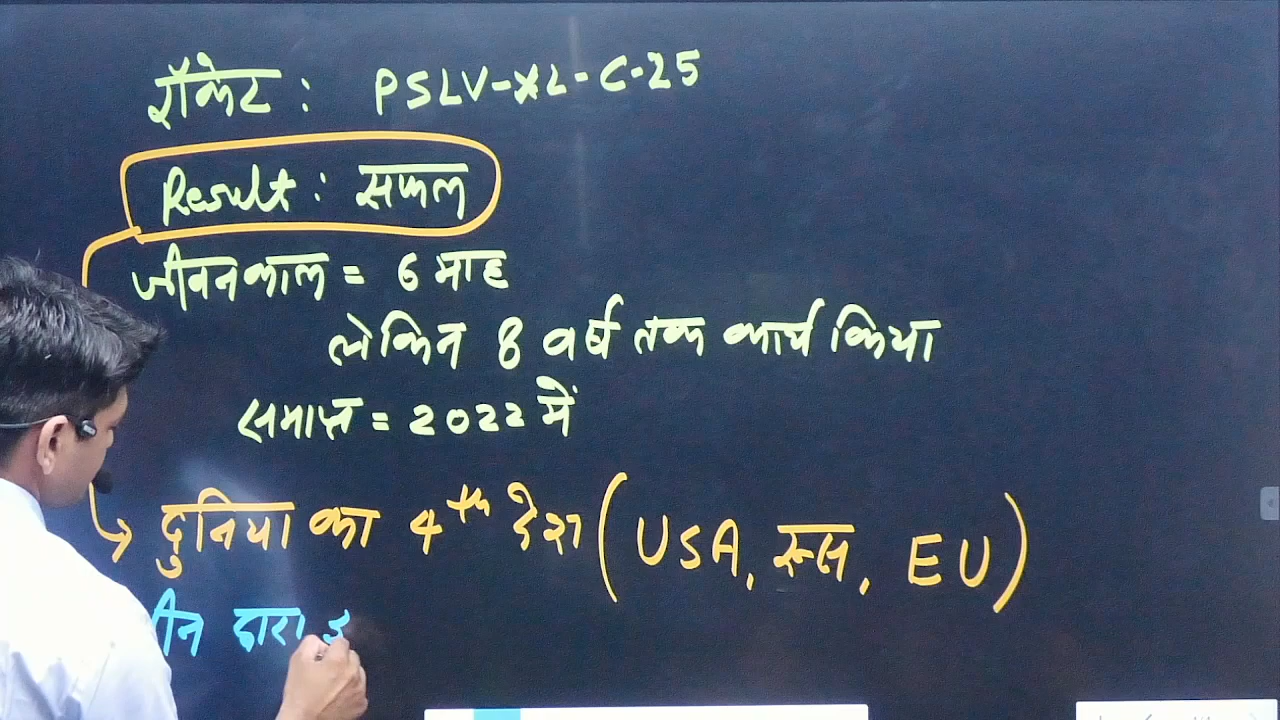 रॉकेट : PSLV-XL-C-25
Result : सफल
जीवनकाल = 6 माह
लेकिन 8 वर्ष तक कार्य किया
समाप्त = 2022 में
→ दुनिया का 4th देश (USA, रूस, EU)
द्वारा